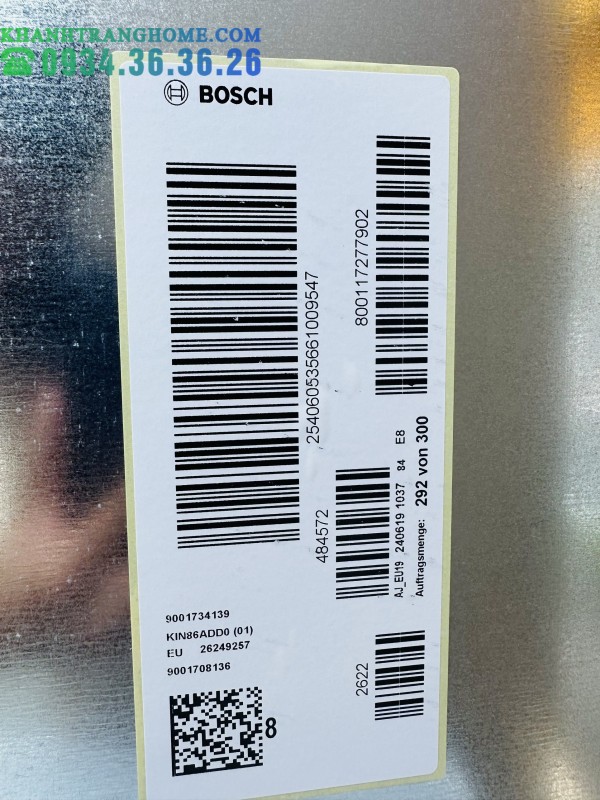 KHANHTRANGHOME.COM
0934.36.36.26
BOSCH
254060535661009547
800117277902
484572
AJ_EU19 240619 1037 84 E8
Auftragsmenge: 292 von 300
2622
9001734139
KIN86ADD0 (01)
EU 26249257
9001708136
8